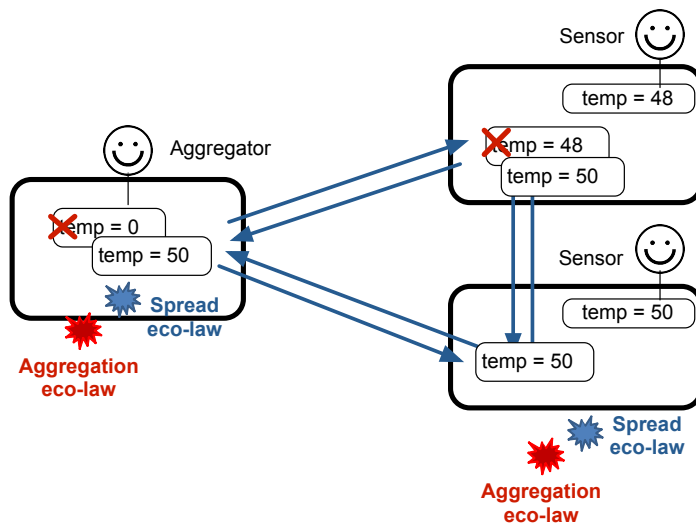 Sensor
temp = 48
Aggregator
temp = 48
temp = 50
temp = 0
temp = 50
Sensor
temp = 50
Spread
eco-law
temp = 50
Aggregation
eco-law
Spread
eco-law
Aggregation
eco-law